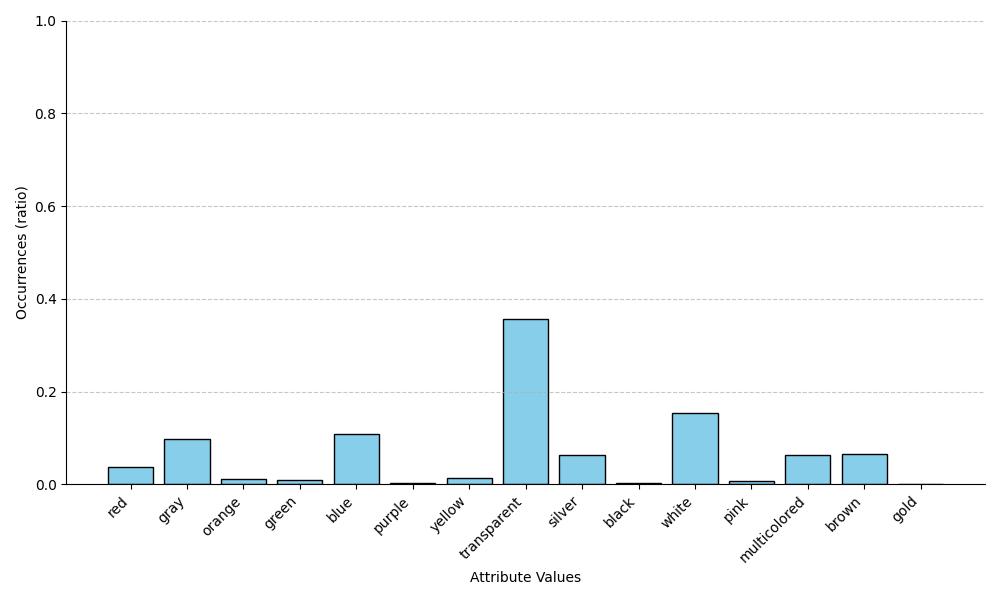 1.0
0.8
0.6
0.4
0.2
0.0
Occurrences (ratio)
red
gray
orange
green
blue
purple
yellow
transparent
silver
black
white
pink
multicolored
brown
gold
Attribute Values